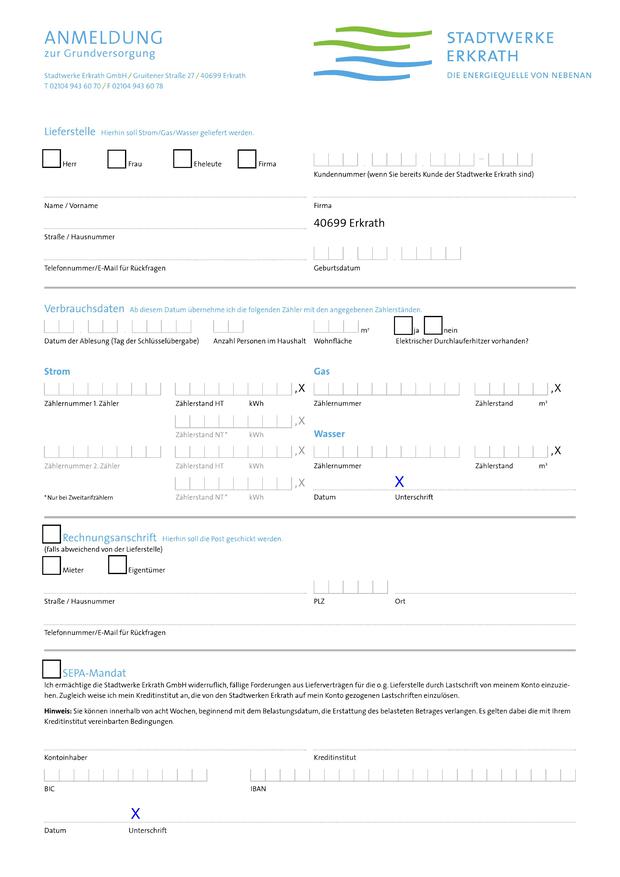 ANMELDUNG
zur Grundversorgung
STADTWERKE
ERKRATH
DIE ENERGIEQUELLE VON NEBENAN
Stadtwerke Erkrath GmbH / Gruitener Straße 27 / 40699 Erkrath
T 02104 943 60 70 / F 02104 943 60 78
Lieferstelle Hierhin soll Strom/Gas/Wasser geliefert werden.
Herr Frau Eheleute Firma
Kundennummer (wenn Sie bereits Kunde der Stadtwerke Erkrath sind)
Name / Vorname Firma
40699 Erkrath
Straße / Hausnummer
Telefonnummer/E-Mail für Rückfragen Geburtsdatum
Verbrauchsdaten Ab diesem Datum übernehme ich die folgenden Zähler mit den angegebenen Zählerständen.
m² ja nein
Datum der Ablesung (Tag der Schlüsselübergabe) Anzahl Personen im Haushalt Wohnfläche Elektrischer Durchlauferhitzer vorhanden?
Strom Gas
,X ,X
Zählernummer 1. Zähler Zählerstand HT kWh Zählernummer Zählerstand m³
,X
Zählerstand NT* kWh Wasser
,X ,X
Zählernummer 2. Zähler Zählerstand HT kWh Zählernummer Zählerstand m³
,X X
*Nur bei Zweitarifzählern Zählerstand NT* kWh Datum Unterschrift
Rechnungsanschrift Hierhin soll die Post geschickt werden.
(falls abweichend von der Lieferstelle)
Mieter Eigentümer
Straße / Hausnummer PLZ Ort
Telefonnummer/E-Mail für Rückfragen
SEPA-Mandat
Ich ermächtige die Stadtwerke Erkrath GmbH widerruflich, fällige Forderungen aus Lieferverträgen für die o. g. Lieferstelle durch Lastschrift von meinem Konto einzuzie-
hen. Zugleich weise ich mein Kreditinstitut an, die von den Stadtwerken Erkrath auf mein Konto gezogenen Lastschriften einzulösen.
Hinweis: Sie können innerhalb von acht Wochen, beginnend mit dem Belastungsdatum, die Erstattung des belasteten Betrages verlangen. Es gelten dabei die mit Ihrem
Kreditinstitut vereinbarten Bedingungen.
Kontoinhaber Kreditinstitut
BIC IBAN
X
Datum Unterschrift